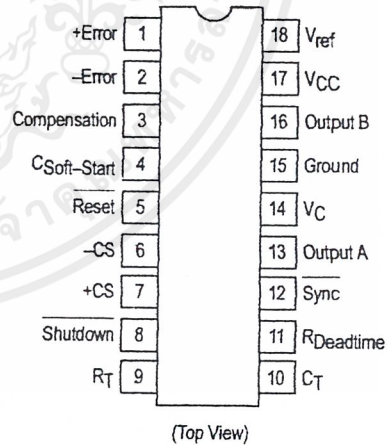 +Error 1
–Error 2
Compensation 3
CSoft–Start 4
Reset 5
–CS 6
+CS 7
Shutdown 8
RT 9
18 Vref
17 VCC
16 Output B
15 Ground
14 VC
13 Output A
12 Sync
11 RDeadtime
10 CT
(Top View)